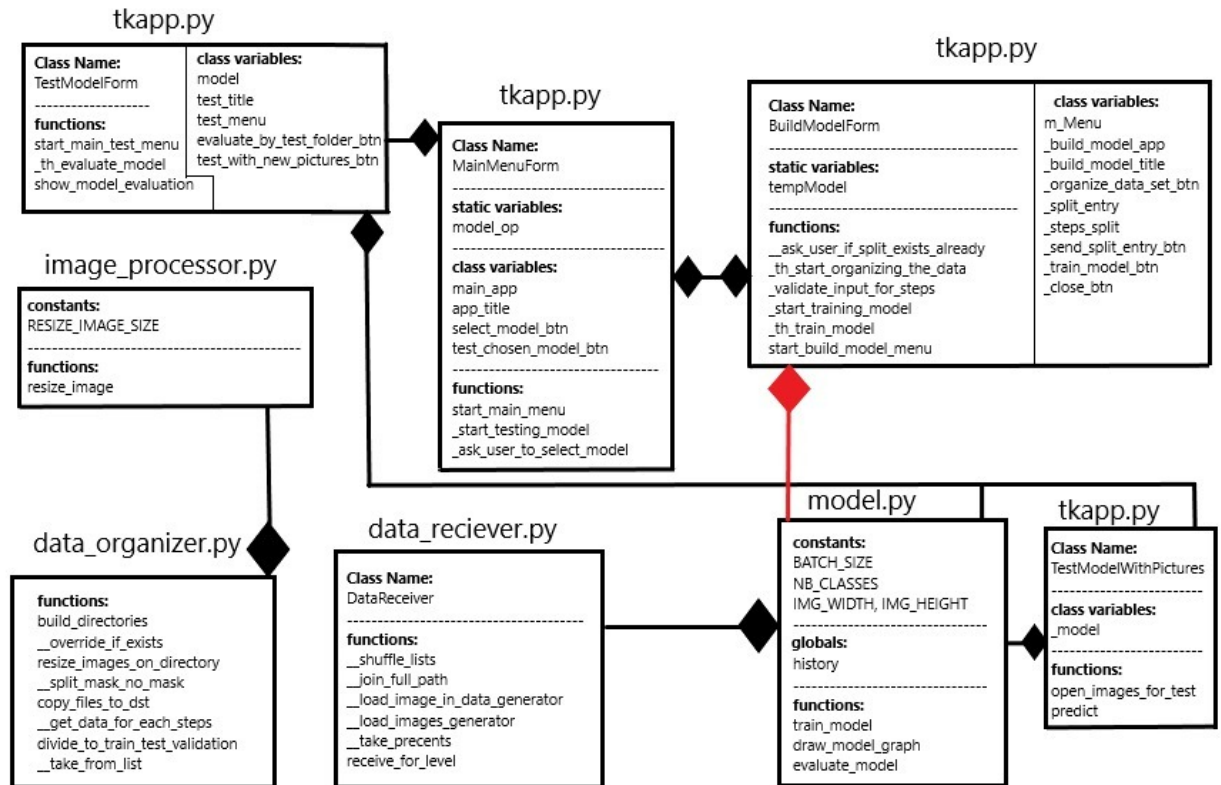 tkapp.py
Class Name:
TestModelForm
-------------------
functions:
start_main_test_menu
_th_evaluate_model
show_model_evaluation
class variables:
model
test_title
test_menu
evaluate_by_test_folder_btn
test_with_new_pictures_btn
tkapp.py
Class Name:
MainMenuForm
-----------------------------------
static variables:
model_op
-----------------------------------
class variables:
main_app
app_title
select_model_btn
test_chosen_model_btn
-----------------------------------
functions:
start_main_menu
_start_testing_model
_ask_user_to_select_model
tkapp.py
Class Name:
BuildModelForm
------------------------------------------
static variables:
tempModel
------------------------------------------
functions:
__ask_user_if_split_exists_already
_th_start_organizing_the_data
_validate_input_for_steps
_start_training_model
_th_train_model
start_build_model_menu
class variables:
m_Menu
_build_model_app
_build_model_title
_organize_data_set_btn
_split_entry
_steps_split
_send_split_entry_btn
_train_model_btn
_close_btn
image_processor.py
constants:
RESIZE_IMAGE_SIZE
----------------------------------------------
functions:
resize_image
data_organizer.py
functions:
build_directories
__override_if_exists
resize_images_on_directory
__split_mask_no_mask
copy_files_to_dst
__get_data_for_each_steps
divide_to_train_test_validation
__take_from_list
data_reciever.py
Class Name:
DataReceiver
--------------------------------------
functions:
__shuffle_lists
__join_full_path
__load_image_in_data_generator
__load_images_generator
__take_precents
receive_for_level
model.py
constants:
BATCH_SIZE
NB_CLASSES
IMG_WIDTH, IMG_HEIGHT
--------------------------------
globals:
history
--------------------------------
functions:
train_model
draw_model_graph
evaluate_model
tkapp.py
Class Name:
TestModelWithPictures
-------------------------
class variables:
_model
-------------------------
functions:
open_images_for_test
predict